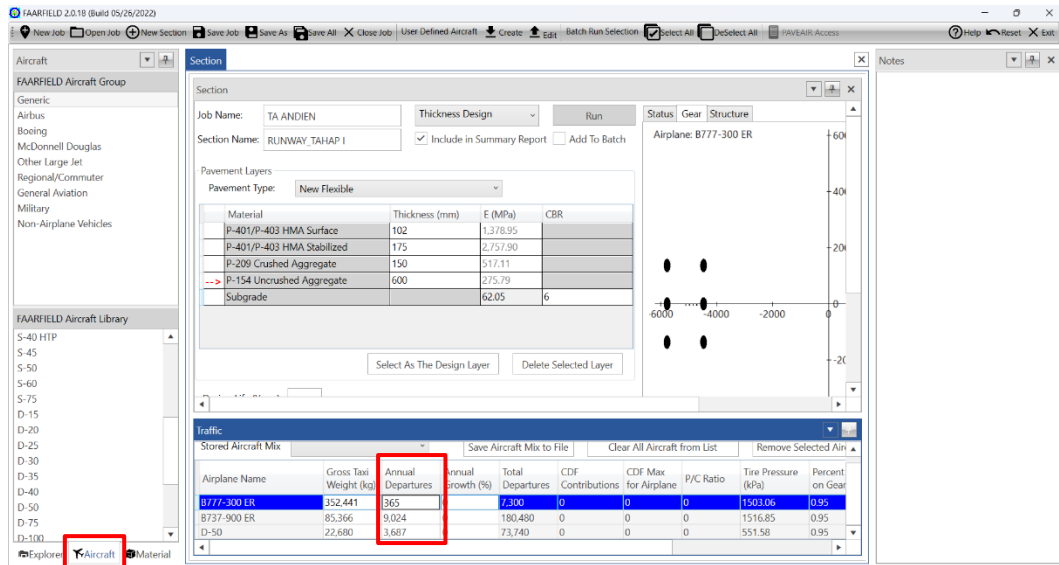 FAARFIELD 2.0.18 (Build 05/26/2022)
New Job Open Job New Section Save Job Save As Save All Close Job User Defined Aircraft Create Edit Batch Run Selection Select All DeSelect All PAVEAIR Access Help Reset Exit
Aircraft
FAARFIELD Aircraft Group
Generic
Airbus
Boeing
McDonnell Douglas
Other Large Jet
Regional/Commuter
General Aviation
Military
Non-Airplane Vehicles
FAARFIELD Aircraft Library
S-40 HTP
S-45
S-50
S-60
S-75
D-15
D-20
D-25
D-30
D-35
D-40
D-50
D-75
D-100
Explorer Aircraft Material
Section
Section
Job Name: TA ANDIEN Thickness Design Run
Section Name: RUNWAY_TAHAP I Include in Summary Report Add To Batch
Pavement Layers
Pavement Type: New Flexible
Material Thickness (mm) E (MPa) CBR
P-401/P-403 HMA Surface 102 1,378.95
P-401/P-403 HMA Stabilized 175 2,757.90
P-209 Crushed Aggregate 150 517.11
--> P-154 Uncrushed Aggregate 600 275.79
Subgrade 62.05 6
Select As The Design Layer Delete Selected Layer
Status Gear Structure
Airplane: B777-300 ER
600
400
200
0
-6000 -4000 -2000 0
-20
Traffic
Stored Aircraft Mix Save Aircraft Mix to File Clear All Aircraft from List Remove Selected Air
Airplane Name Gross Taxi Weight (kg) Annual Departures Annual Growth (%) Total Departures CDF Contributions CDF Max for Airplane P/C Ratio Tire Pressure (kPa) Percent on Gear
B777-300 ER 352,441 365 7,300 0 0 0 1503.06 0.95
B737-900 ER 85,366 9,024 180,480 0 0 0 1516.85 0.95
D-50 22,680 3,687 73,740 0 0 0 551.58 0.95
Notes